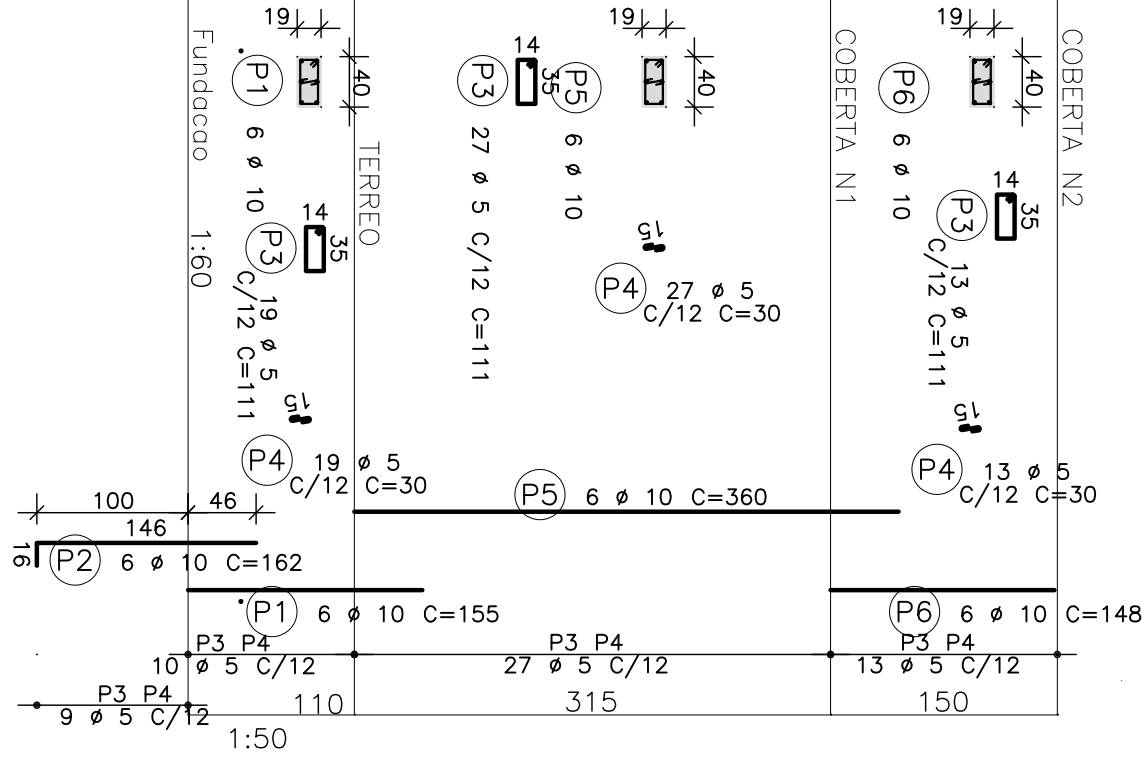 Fundacao 1:60
19
40
P1
6 ø 10
14
35
P3
19 ø 5
C/12 C=111
15
P4
19 ø 5
C/12 C=30
TERREO
14
35
P3
27 ø 5 C/12 C=111
P5
6 ø 10
19
40
15
P4
27 ø 5
C/12 C=30
COBERTA N1
19
40
P6
6 ø 10
14
35
P3
13 ø 5
C/12 C=111
15
P4
13 ø 5
C/12 C=30
COBERTA N2
P5 6 ø 10 C=360
100 46
146
16
P2 6 ø 10 C=162
P1 6 ø 10 C=155
P6 6 ø 10 C=148
P3 P4
10 ø 5 C/12
P3 P4
27 ø 5 C/12
P3 P4
13 ø 5 C/12
P3 P4
9 ø 5 C/12
110 315 150
1:50